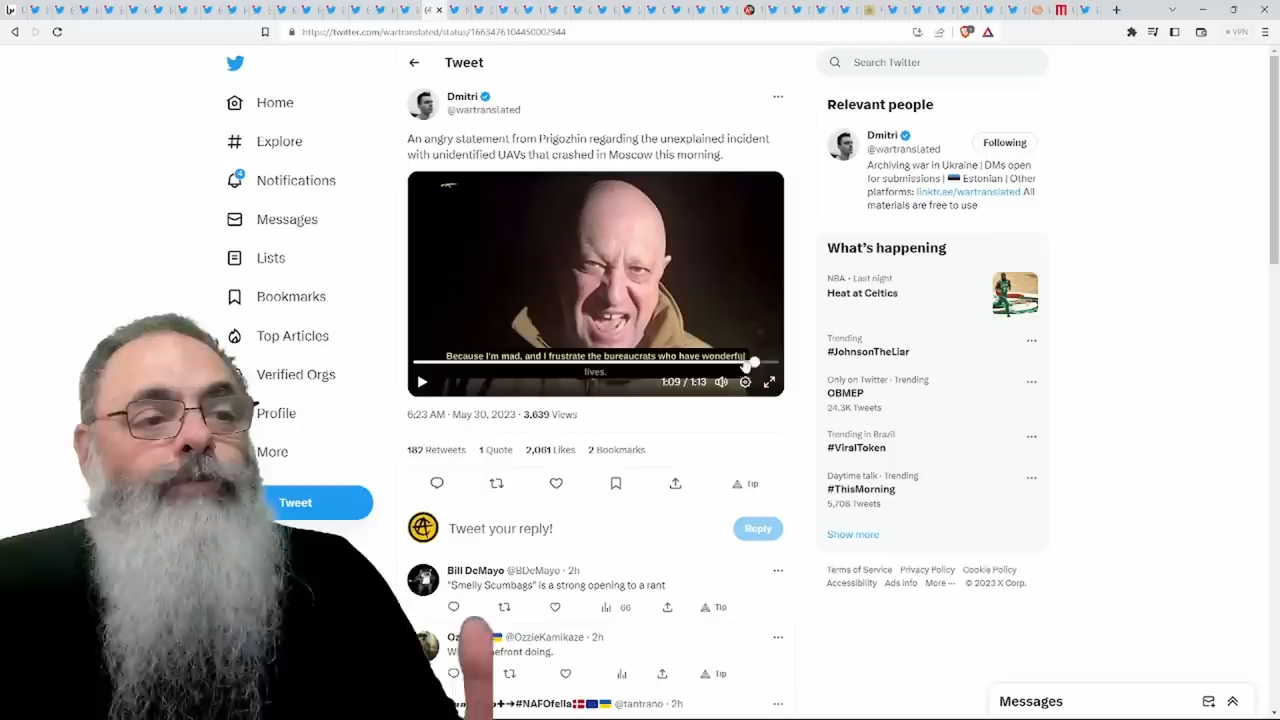 https://twitter.com/wartranslated/status/1663476104450002944
VPN
Home
Explore
4
Notifications
Messages
Lists
Bookmarks
Top Articles
Verified Orgs
Profile
More
Tweet
Tweet
Dmitri
@wartranslated
An angry statement from Prigozhin regarding the unexplained incident
with unidentified UAVs that crashed in Moscow this morning.
Because I'm mad, and I frustrate the bureaucrats who have wonderful
lives.
1:09 / 1:13
6:23 AM · May 30, 2023 · 3,639 Views
182 Retweets 1 Quote 2,061 Likes 2 Bookmarks
Tip
Tweet your reply!
Reply
Bill DeMayo @BDeMayo · 2h
"Smelly Scumbags" is a strong opening to a rant
66
Tip
@OzzieKamikaze · 2h
doing.
Tip
#NAFOfella @tantrano · 2h
Search Twitter
Relevant people
Dmitri
Following
@wartranslated
Archiving war in Ukraine | DMs open
for submissions | Estonian | Other
platforms: linktr.ee/wartranslated All
materials are free to use
What's happening
NBA · Last night
Heat at Celtics
Trending
#JohnsonTheLiar
Only on Twitter · Trending
OBMEP
24.3K Tweets
Trending in Brazil
#ViralToken
Daytime talk · Trending
#ThisMorning
5,708 Tweets
Show more
Terms of Service Privacy Policy Cookie Policy
Accessibility Ads info More ··· © 2023 X Corp.
Messages